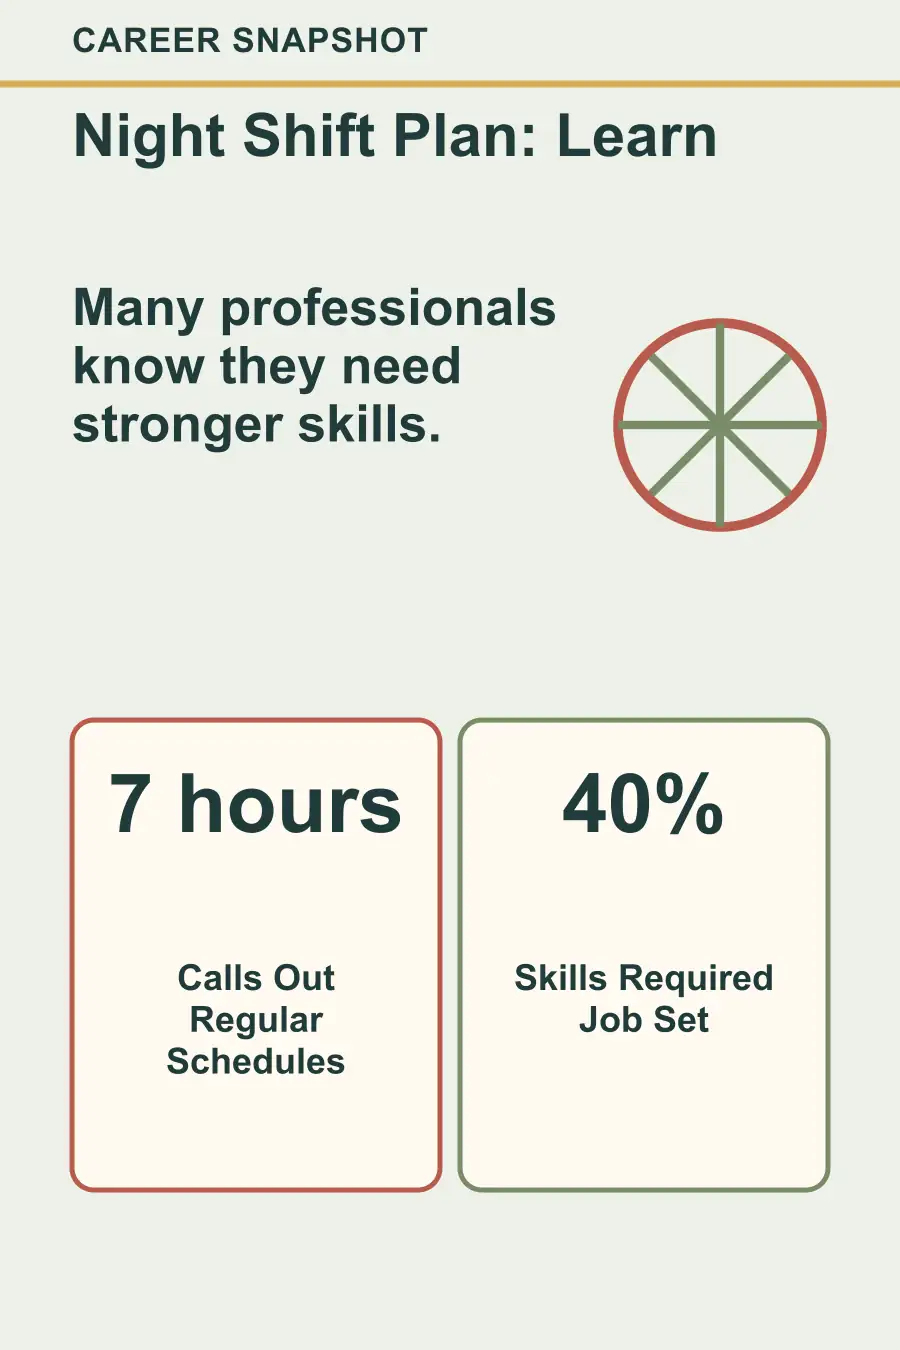 CAREER SNAPSHOT
Night Shift Plan: Learn
Many professionals
know they need
stronger skills.
7 hours
Calls Out
Regular
Schedules
40%
Skills Required
Job Set